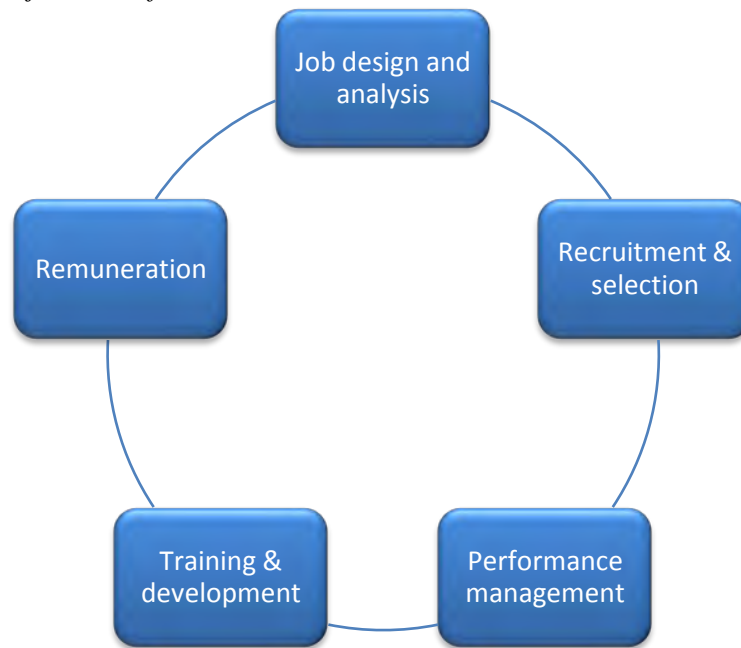 Job design and
analysis
Recruitment &
selection
Performance
management
Training &
development
Remuneration